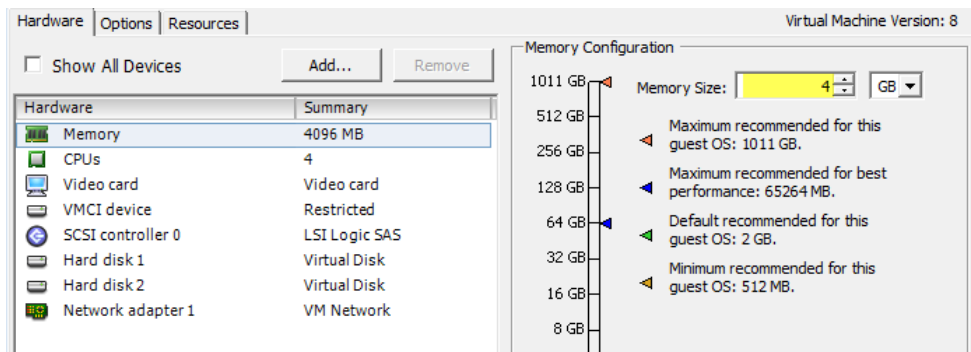 Hardware Options Resources Virtual Machine Version: 8
Show All Devices Add... Remove
Hardware Summary
Memory 4096 MB
CPUs 4
Video card Video card
VMCI device Restricted
SCSI controller 0 LSI Logic SAS
Hard disk 1 Virtual Disk
Hard disk 2 Virtual Disk
Network adapter 1 VM Network
Memory Configuration
1011 GB
512 GB
256 GB
128 GB
64 GB
32 GB
16 GB
8 GB
Memory Size: 4 GB
Maximum recommended for this
guest OS: 1011 GB.
Maximum recommended for best
performance: 65264 MB.
Default recommended for this
guest OS: 2 GB.
Minimum recommended for this
guest OS: 512 MB.